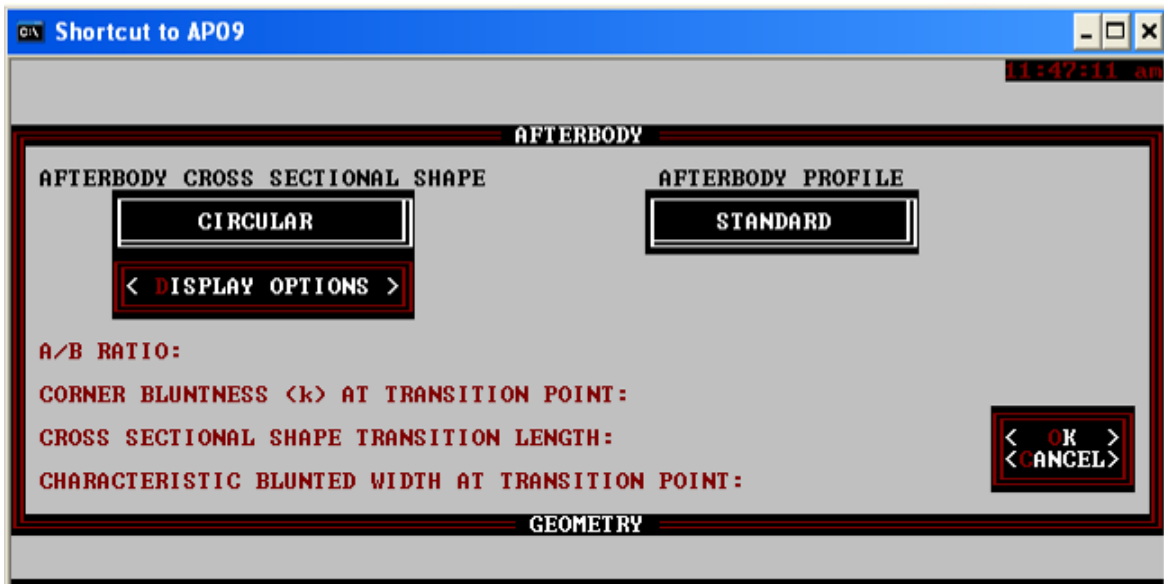 C:\ Shortcut to AP09
11:47:11 am
AFTERBODY
AFTERBODY CROSS SECTIONAL SHAPE AFTERBODY PROFILE
CIRCULAR STANDARD
< DISPLAY OPTIONS >
A/B RATIO:
CORNER BLUNTNESS (k) AT TRANSITION POINT:
CROSS SECTIONAL SHAPE TRANSITION LENGTH:
CHARACTERISTIC BLUNTED WIDTH AT TRANSITION POINT:
< OK >
<CANCEL>
GEOMETRY